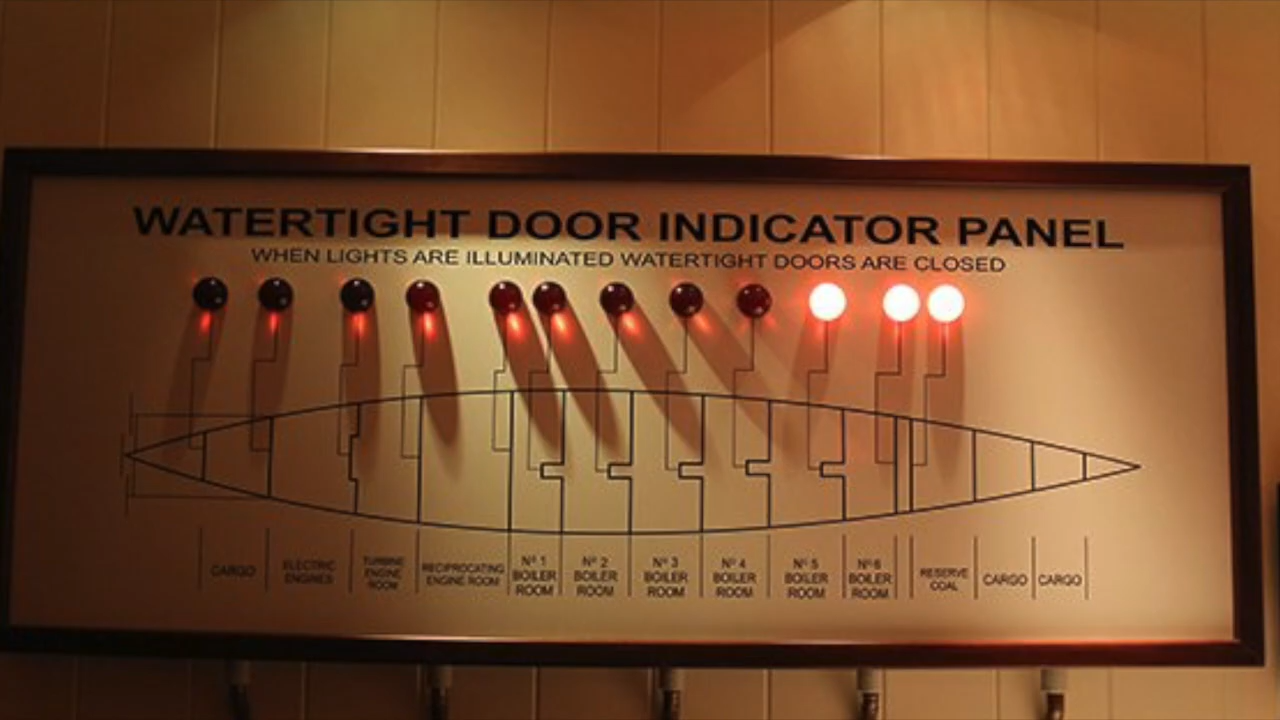 WATERTIGHT DOOR INDICATOR PANEL
WHEN LIGHTS ARE ILLUMINATED WATERTIGHT DOORS ARE CLOSED
CARGO
ELECTRIC
ENGINES
TURBINE
ENGINE
ROOM
RECIPROCATING
ENGINE ROOM
Nº 1
BOILER
ROOM
Nº 2
BOILER
ROOM
Nº 3
BOILER
ROOM
Nº 4
BOILER
ROOM
Nº 5
BOILER
ROOM
Nº 6
BOILER
ROOM
RESERVE
COAL
CARGO
CARGO